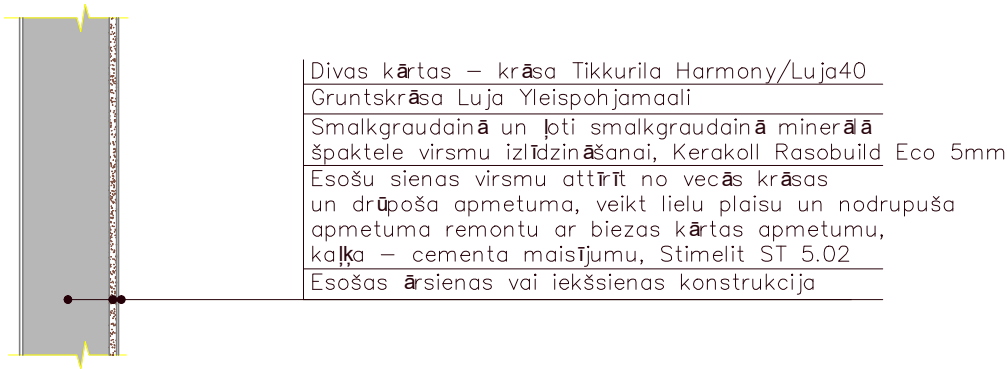 Divas kārtas – krāsa Tikkurila Harmony/Luja40
Gruntskrāsa Luja Yleispohjamaali
Smalkgraudainā un ļoti smalkgraudainā minerālā
špaktele virsmu izlīdzināšanai, Kerakoll Rasobuild Eco 5mm
Esošu sienas virsmu attīrīt no vecās krāsas
un drūpoša apmetuma, veikt lielu plaisu un nodrupuša
apmetuma remontu ar biezas kārtas apmetumu,
kaļķa – cementa maisījumu, Stimelit ST 5.02
Esošas ārsienas vai iekšsienas konstrukcija